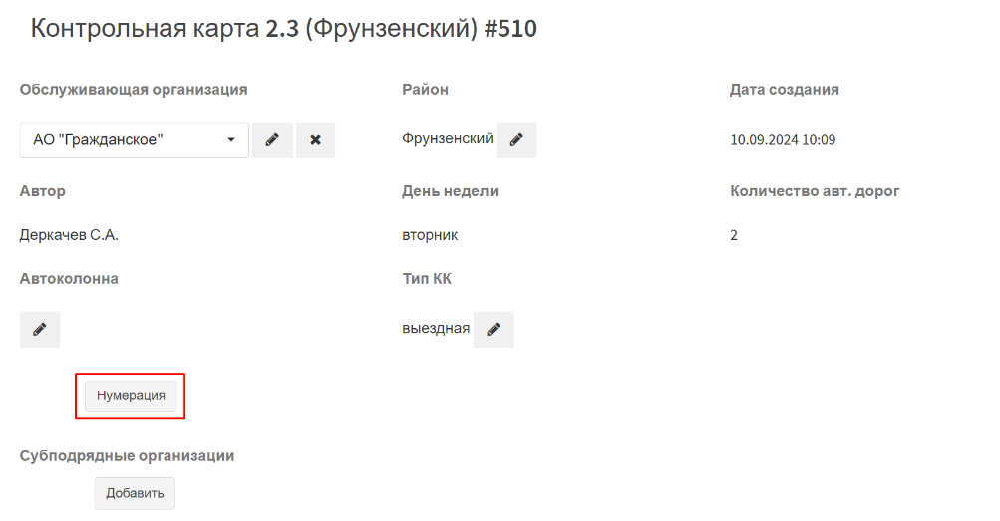 Контрольная карта 2.3 (Фрунзенский) #510
Обслуживающая организация Район Дата создания
АО "Гражданское" Фрунзенский 10.09.2024 10:09
Автор День недели Количество авт. дорог
Деркачев С.А. вторник 2
Автоколонна Тип КК
выездная
Нумерация
Субподрядные организации
Добавить